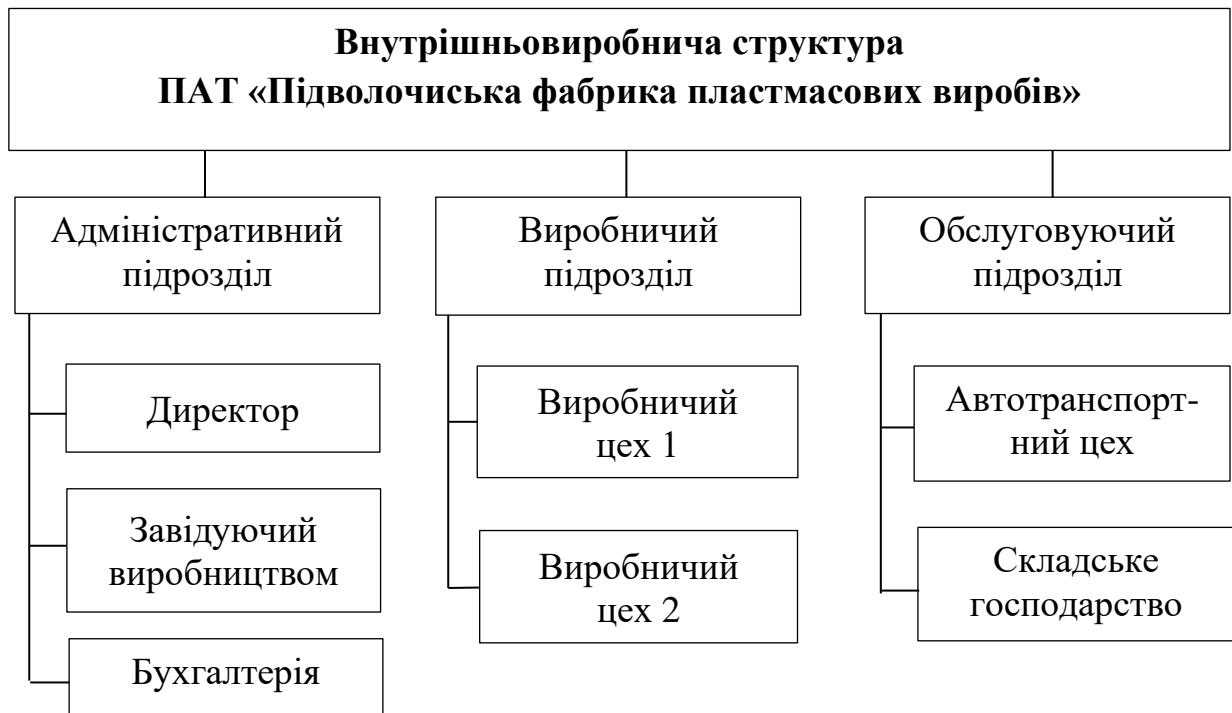 Внутрішньовиробнича структура
ПАТ «Підволочиська фабрика пластмасових виробів»
Адміністративний
підрозділ
Директор
Завідуючий
виробництвом
Бухгалтерія
Виробничий
підрозділ
Виробничий
цех 1
Виробничий
цех 2
Обслуговуючий
підрозділ
Автотранспорт-
ний цех
Складське
господарство